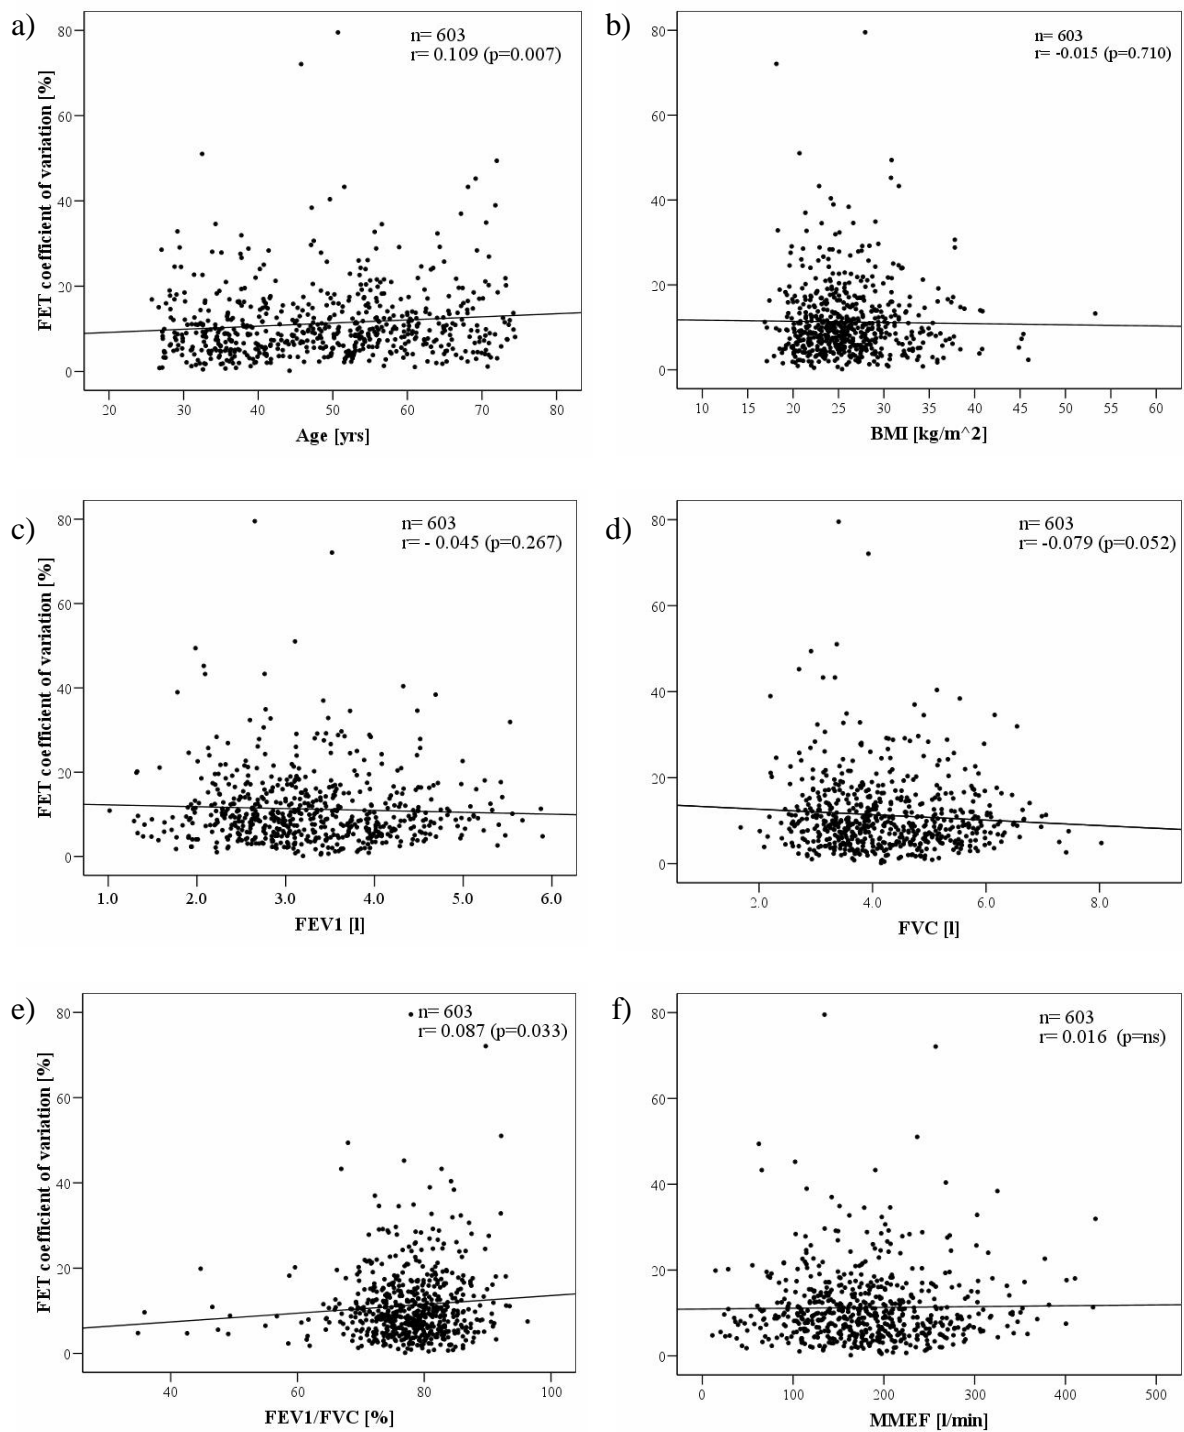 a)
n= 603
r= 0.109 (p=0.007)
FET coefficient of variation [%]
80
60
40
20
0
20 30 40 50 60 70 80
Age [yrs]
b)
n= 603
r= -0.015 (p=0.710)
80
60
40
20
0
10 15 20 25 30 35 40 45 50 55 60
BMI [kg/m^2]
c)
n= 603
r= - 0.045 (p=0.267)
FET coefficient of variation [%]
80
60
40
20
0
1.0 2.0 3.0 4.0 5.0 6.0
FEV1 [l]
d)
n= 603
r= -0.079 (p=0.052)
80
60
40
20
0
2.0 4.0 6.0 8.0
FVC [l]
e)
n= 603
r= 0.087 (p=0.033)
FET coefficient of variation [%]
80
60
40
20
0
40 60 80 100
FEV1/FVC [%]
f)
n= 603
r= 0.016 (p=ns)
80
60
40
20
0
0 100 200 300 400 500
MMEF [l/min]